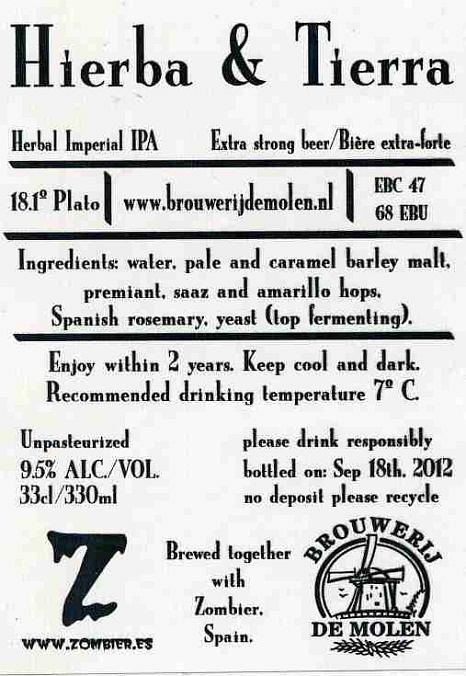 Hierba & Tierra
Herbal Imperial IPA Extra strong beer/Bière extra-forte
18.1º Plato www.brouwerijdemolen.nl EBC 47
68 EBU
Ingredients: water, pale and caramel barley malt,
premiant, saaz and amarillo hops,
Spanish rosemary, yeast (top fermenting).
Enjoy within 2 years. Keep cool and dark.
Recommended drinking temperature 7º C.
Unpasteurized please drink responsibly
9.5% ALC./VOL. bottled on: Sep 18th. 2012
33cl/330ml no deposit please recycle
Z
WWW.ZOMBIER.ES
Brewed together
with
Zombier,
Spain.
BROUWERIJ
DE MOLEN